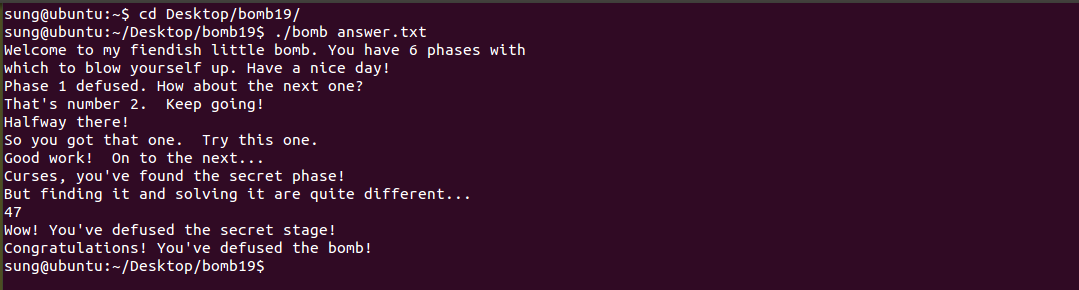 sung@ubuntu:~$ cd Desktop/bomb19/
sung@ubuntu:~/Desktop/bomb19$ ./bomb answer.txt
Welcome to my fiendish little bomb. You have 6 phases with
which to blow yourself up. Have a nice day!
Phase 1 defused. How about the next one?
That's number 2.  Keep going!
Halfway there!
So you got that one.  Try this one.
Good work!  On to the next...
Curses, you've found the secret phase!
But finding it and solving it are quite different...
47
Wow! You've defused the secret stage!
Congratulations! You've defused the bomb!
sung@ubuntu:~/Desktop/bomb19$